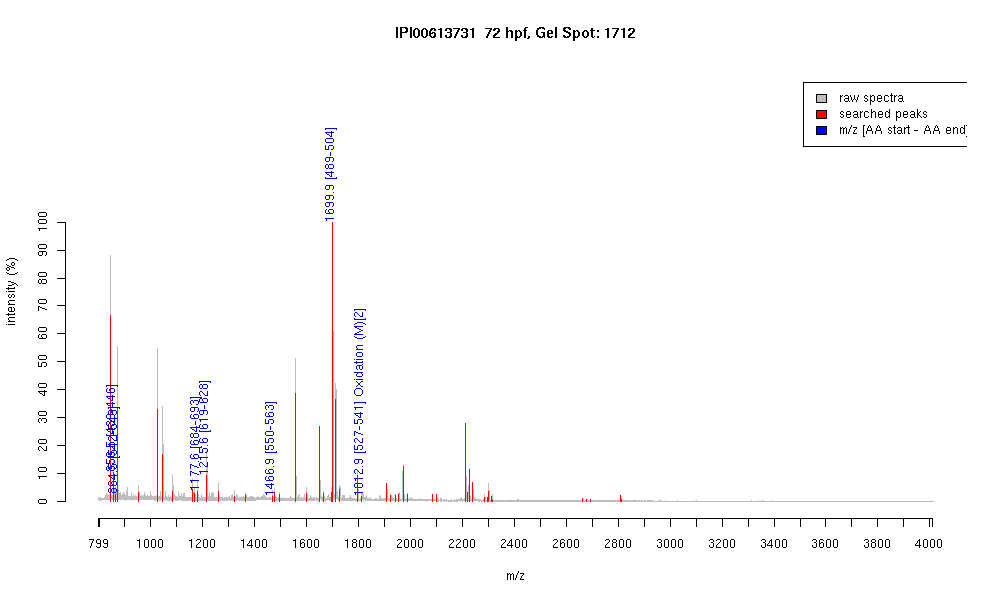 IPI00613731 72 hpf, Gel Spot: 1712
raw spectra
searched peaks
m/z [AA start - AA end]
1699.9 [489-504]
1812.9 [527-541] Oxidation (M)[2]
1466.9 [550-563]
1215.6 [619-628]
1177.6 [684-693]
intensity (%)
0 10 20 30 40 50 60 70 80 90 100
799 1000 1200 1400 1600 1800 2000 2200 2400 2600 2800 3000 3200 3400 3600 3800 4000
m/z